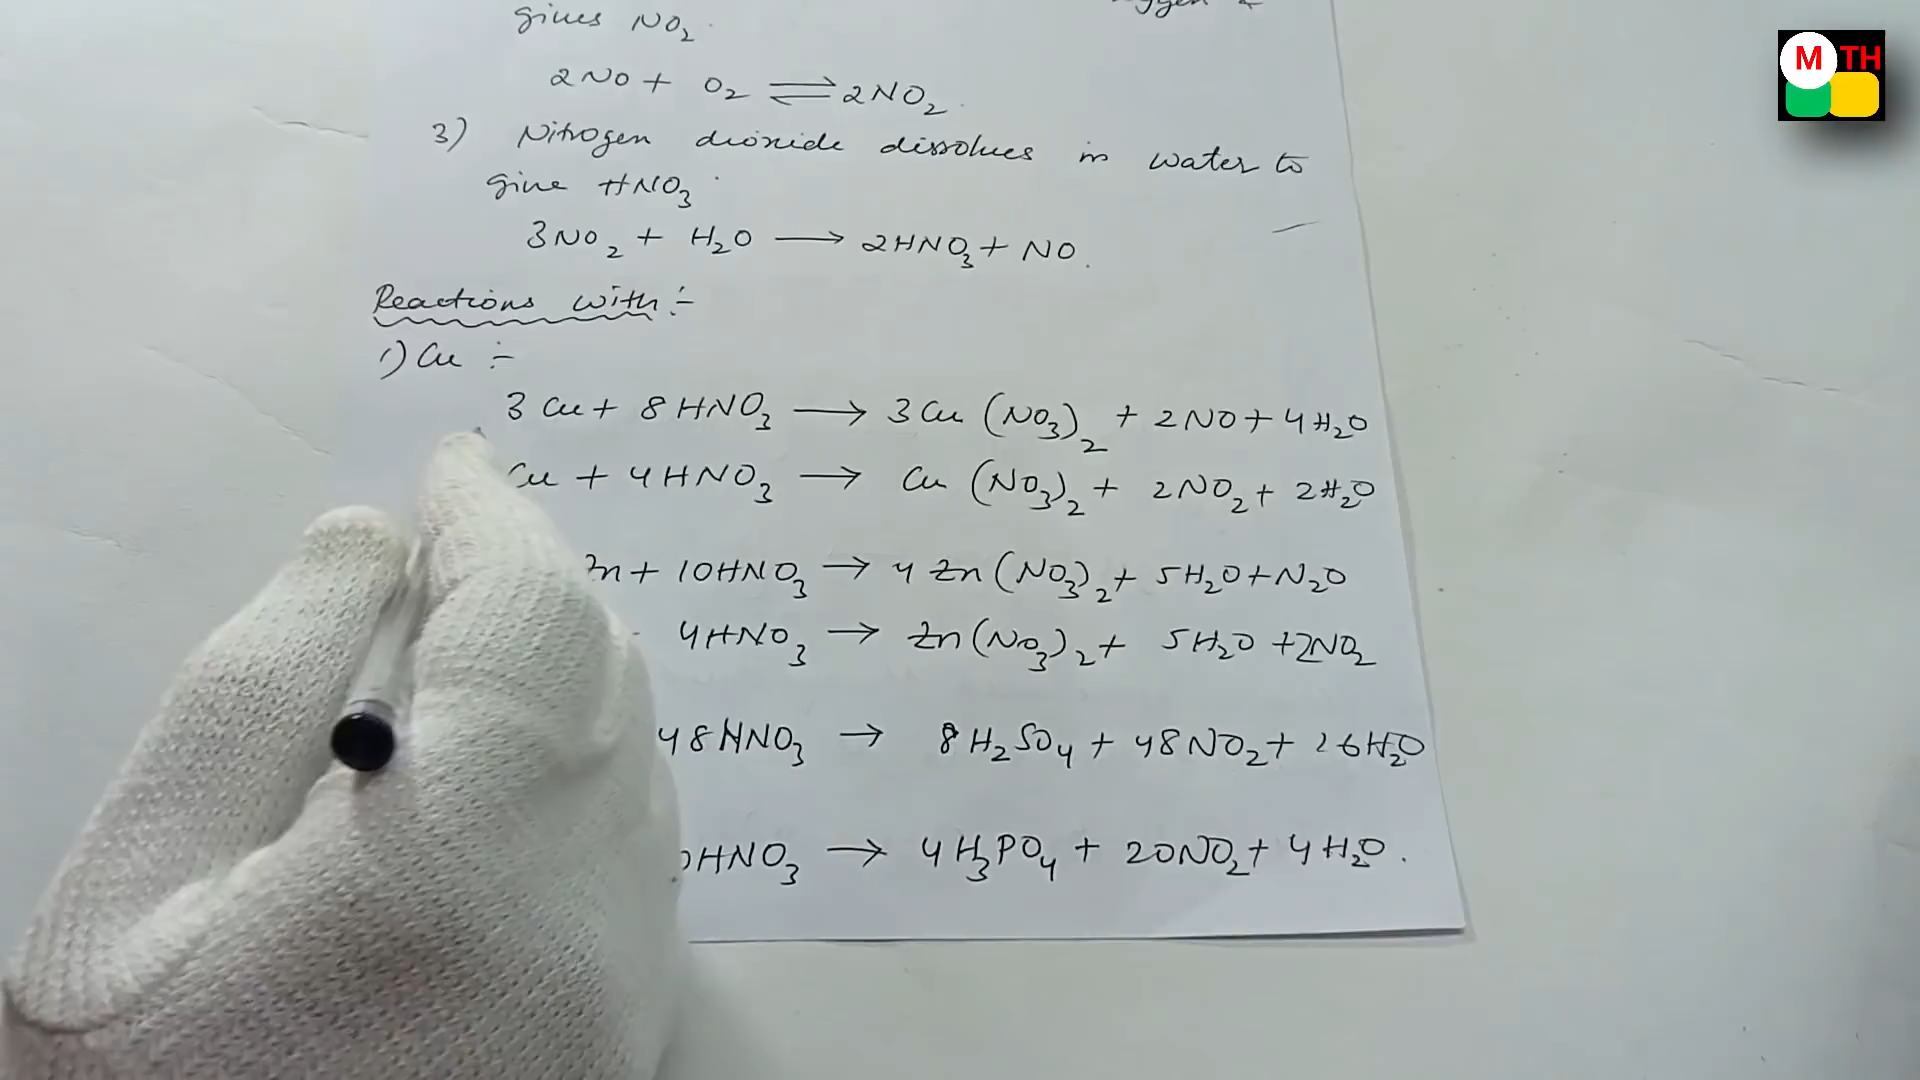 gives NO₂.
2NO + O₂ ⇌ 2NO₂.
3) Nitrogen dioxide dissolves in water to
give HNO₃.
3NO₂ + H₂O → 2HNO₃ + NO.
Reactions with :-
1) Cu :-
3Cu + 8HNO₃ → 3Cu(NO₃)₂ + 2NO + 4H₂O
Cu + 4HNO₃ → Cu(NO₃)₂ + 2NO₂ + 2H₂O
Zn + 10HNO₃ → 4Zn(NO₃)₂ + 5H₂O + N₂O
4HNO₃ → Zn(NO₃)₂ + 5H₂O + 2NO₂
48HNO₃ → 8H₂SO₄ + 48NO₂ + 16H₂O
0HNO₃ → 4H₃PO₄ + 20NO₂ + 4H₂O.
M TH